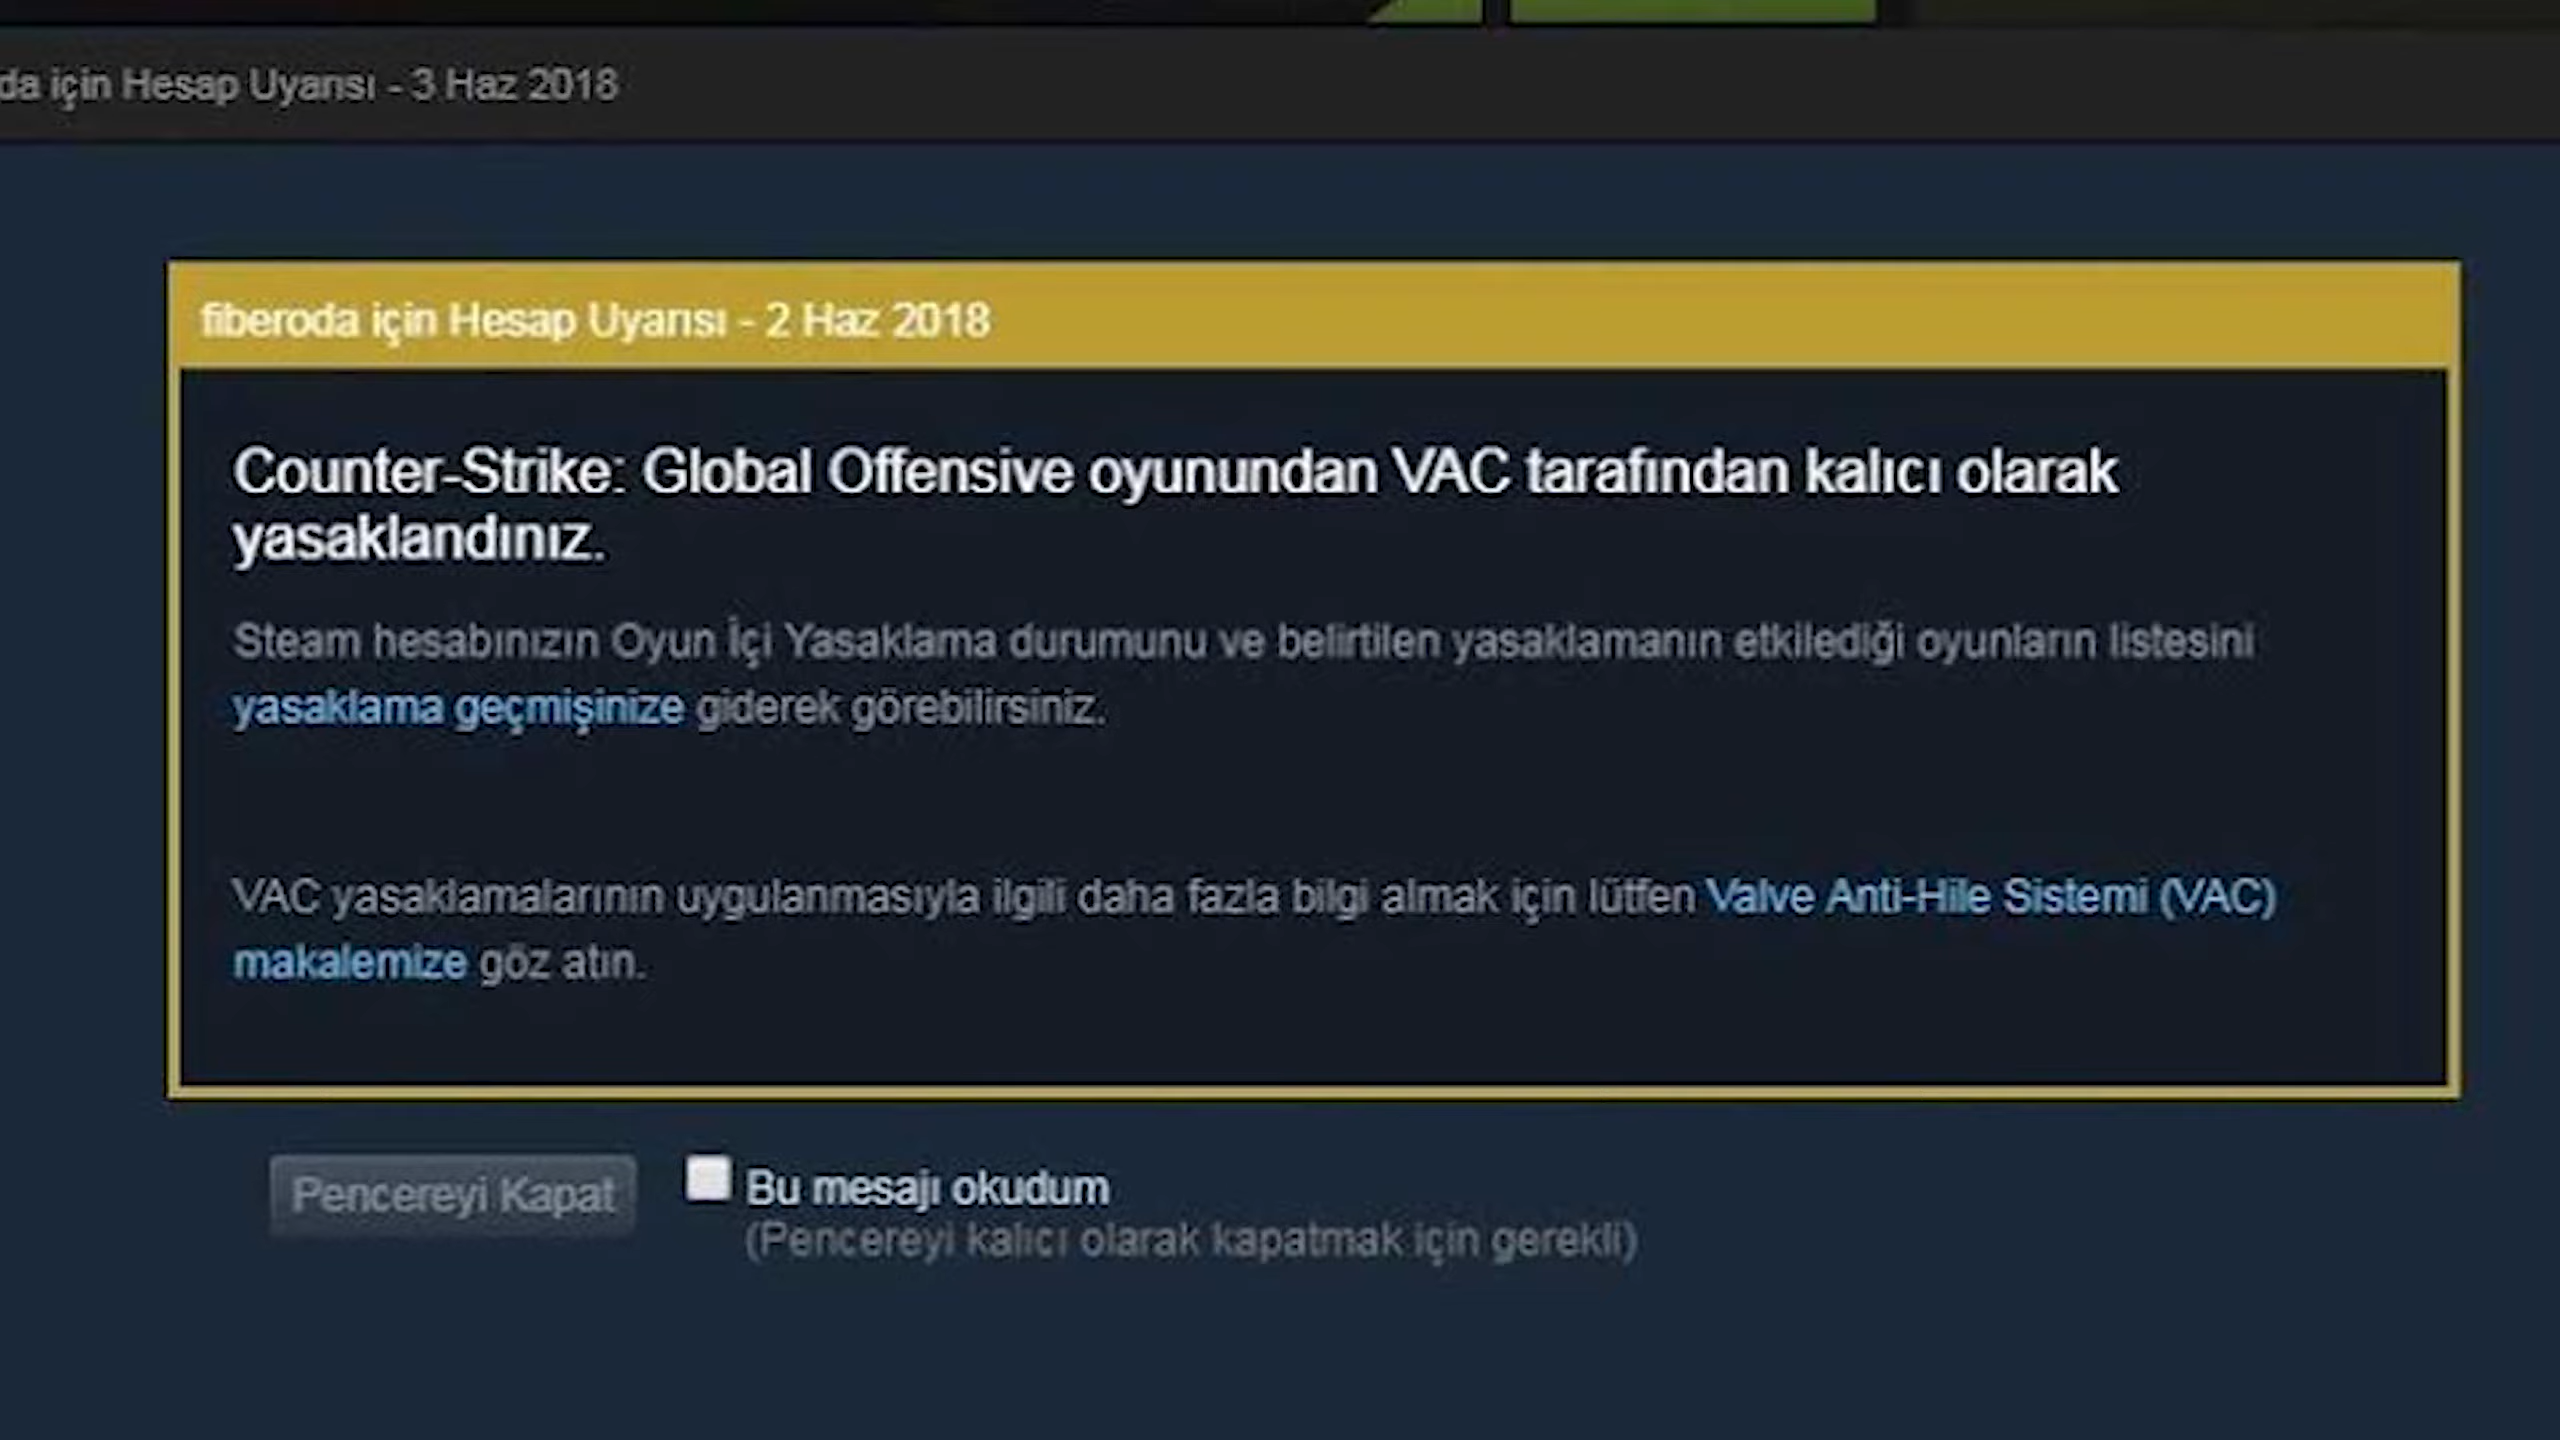 da için Hesap Uyarısı - 3 Haz 2018
fiberoda için Hesap Uyarısı - 2 Haz 2018
Counter-Strike: Global Offensive oyunundan VAC tarafından kalıcı olarak
yasaklandınız.
Steam hesabınızın Oyun İçi Yasaklama durumunu ve belirtilen yasaklamanın etkilediği oyunların listesini
yasaklama geçmişinize giderek görebilirsiniz.
VAC yasaklamalarının uygulanmasıyla ilgili daha fazla bilgi almak için lütfen Valve Anti-Hile Sistemi (VAC)
makalemize göz atın.
Pencereyi Kapat
Bu mesajı okudum
(Pencereyi kalıcı olarak kapatmak için gerekli)